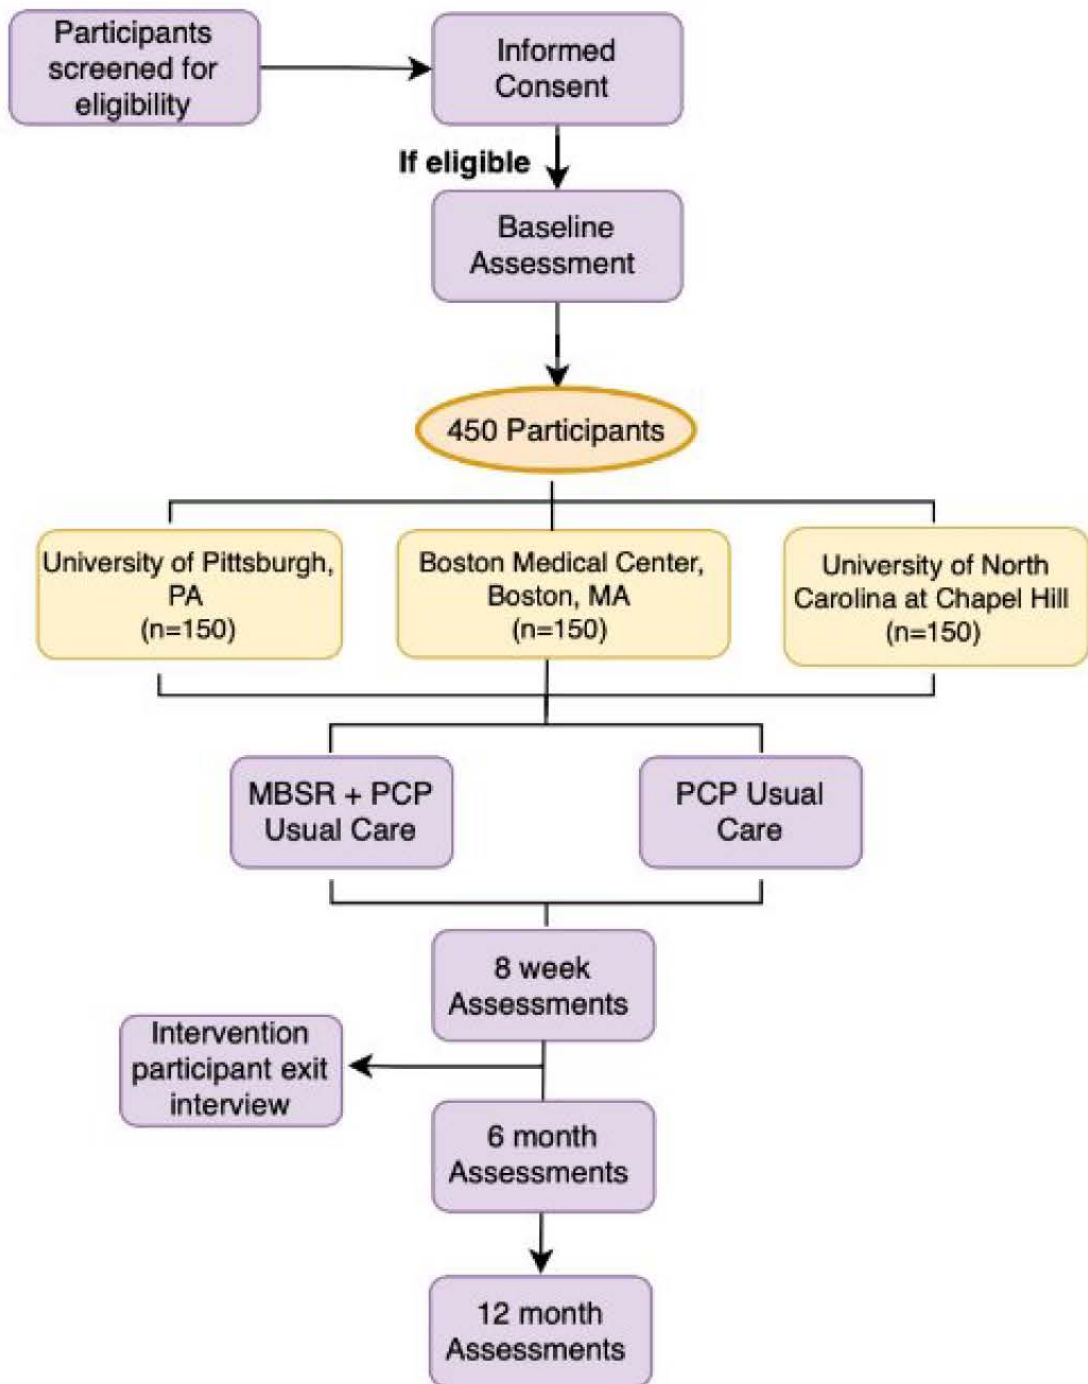 Participants
screened for
eligibility
Informed
Consent
If eligible
Baseline
Assessment
450 Participants
University of Pittsburgh,
PA
(n=150)
Boston Medical Center,
Boston, MA
(n=150)
University of North
Carolina at Chapel Hill
(n=150)
MBSR + PCP
Usual Care
PCP Usual
Care
8 week
Assessments
Intervention
participant exit
interview
6 month
Assessments
12 month
Assessments